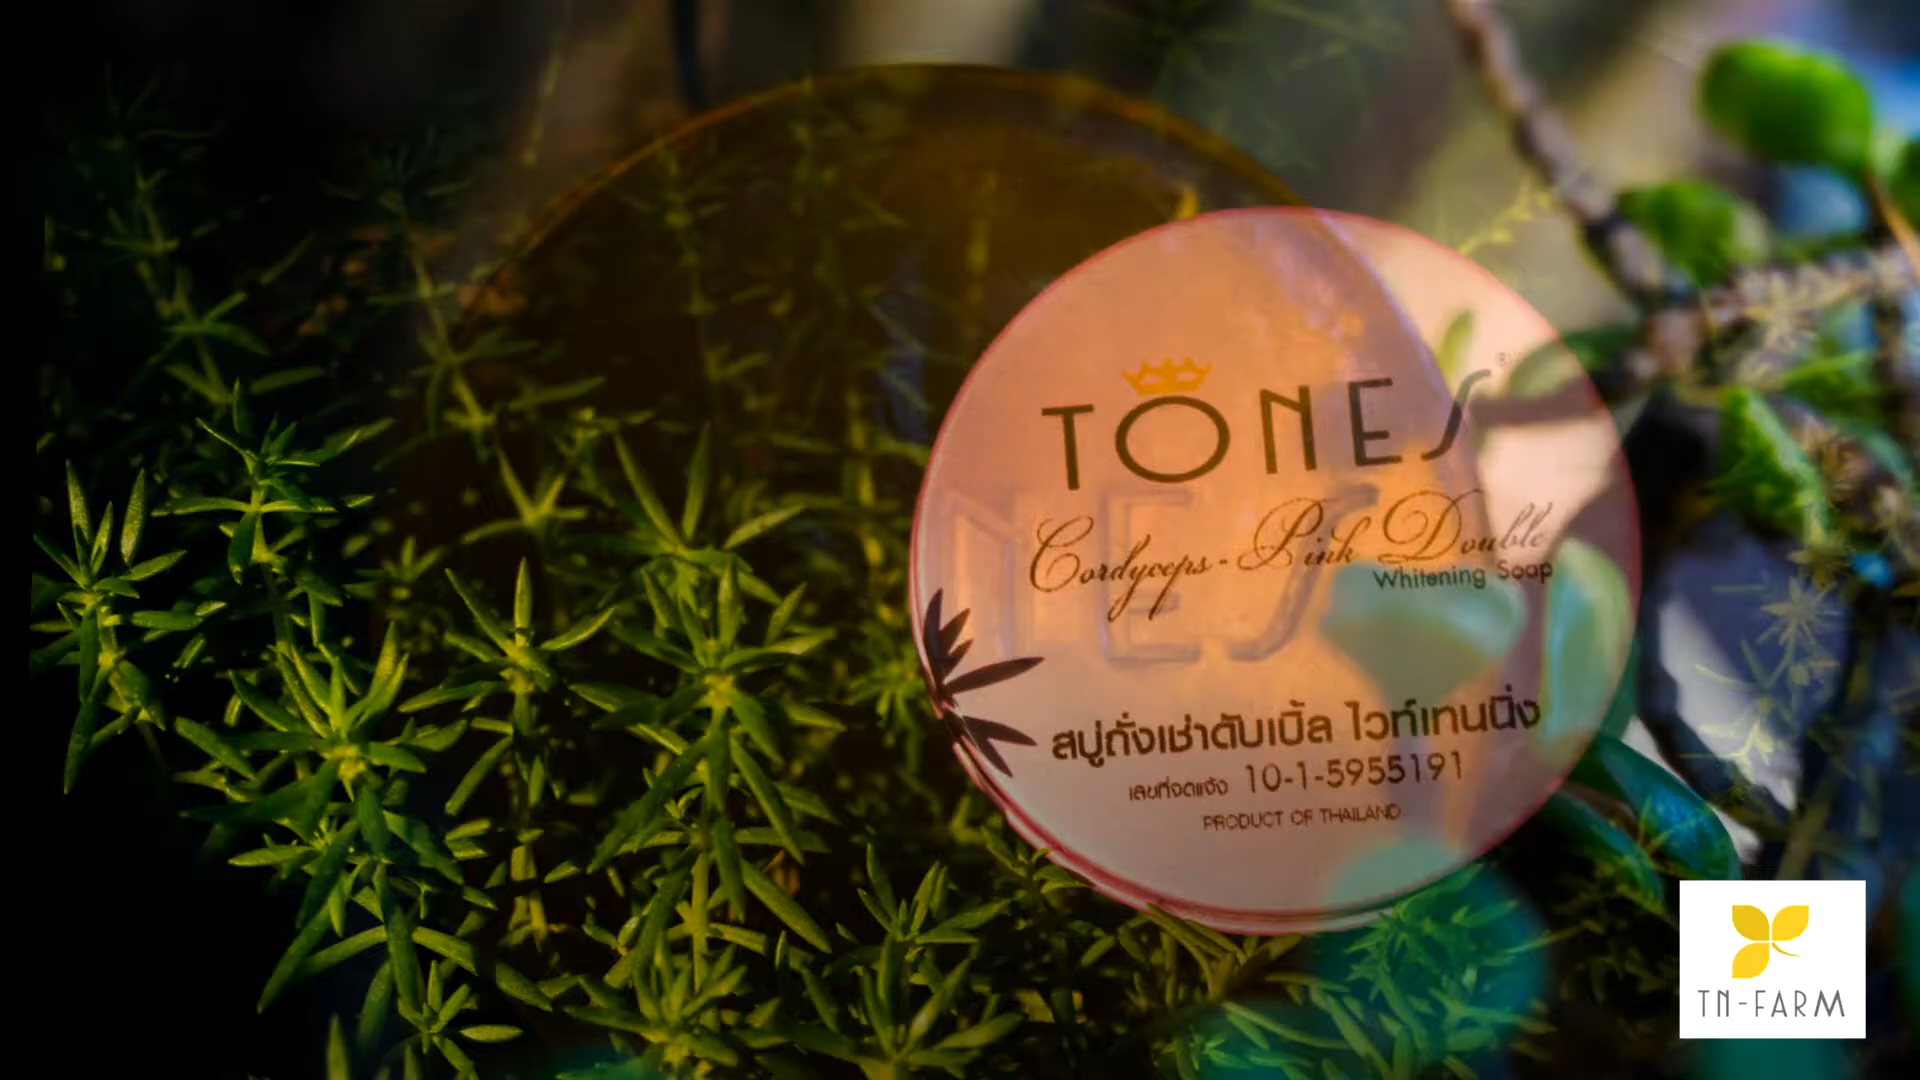 TONES
Cordyceps - Pink Double
Whitening Soap
สบู่ถั่งเช่าดับเบิ้ล ไวท์เทนนิ่ง
เลขที่จดแจ้ง 10-1-5955191
PRODUCT OF THAILAND
NES
TN-FARM